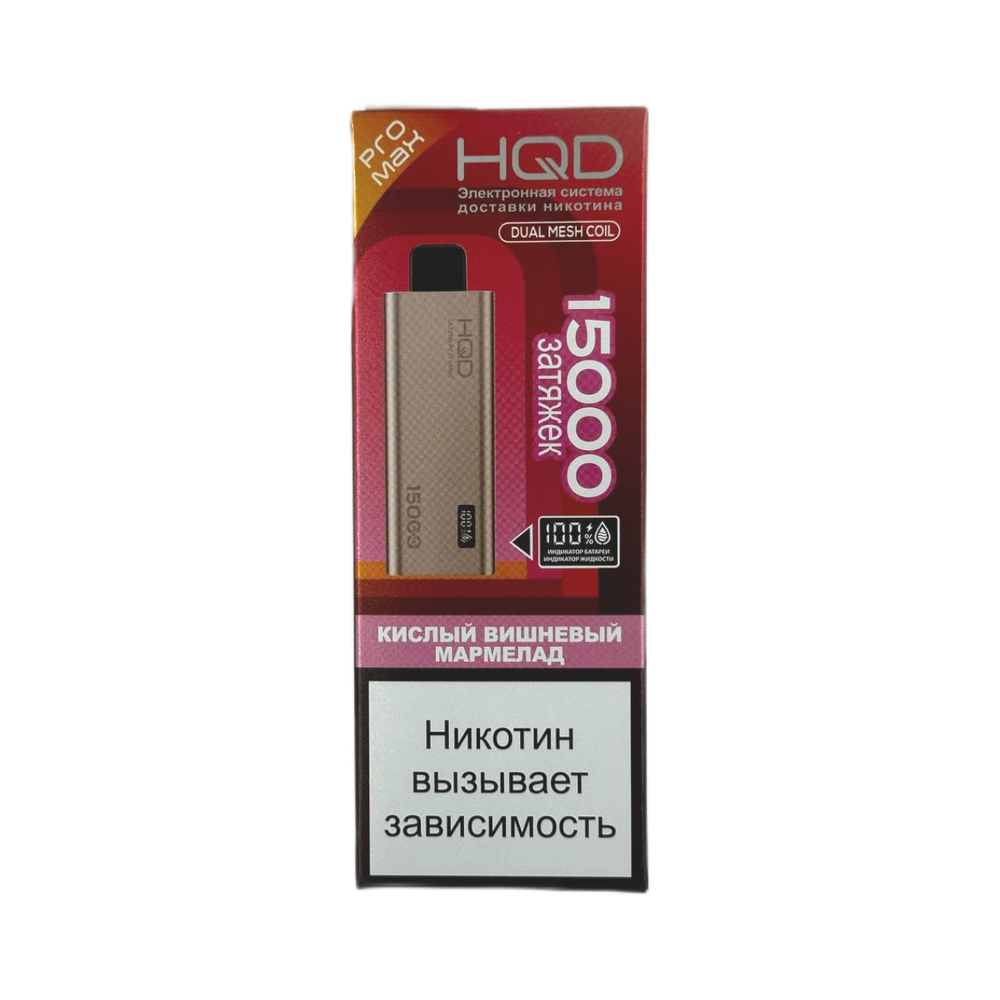 Pro
Max
HQD
Электронная система
доставки никотина
DUAL MESH COIL
15000
затяжек
HQD
15000
100%
100%
ИНДИКАТОР БАТАРЕИ
ИНДИКАТОР ЖИДКОСТИ
КИСЛЫЙ ВИШНЕВЫЙ
МАРМЕЛАД
Никотин
вызывает
зависимость